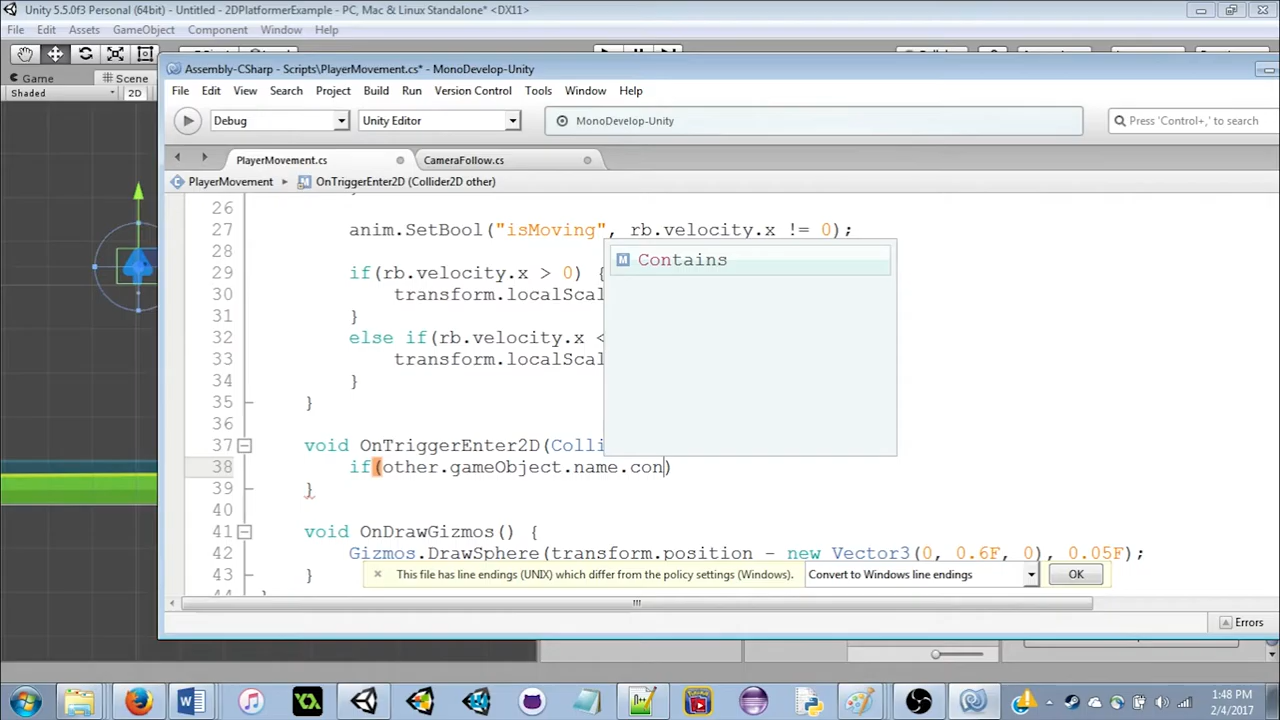 Unity 5.5.0f3 Personal (64bit) - Untitled - 2DPlatformerExample - PC, Mac & Linux Standalone* <DX11>
File Edit Assets GameObject Component Window Help
Game Scene
Shaded 2D
Assembly-CSharp - Scripts\PlayerMovement.cs* - MonoDevelop-Unity
File Edit View Search Project Build Run Version Control Tools Window Help
Debug Unity Editor MonoDevelop-Unity Press 'Control+,' to search
PlayerMovement.cs CameraFollow.cs
PlayerMovement OnTriggerEnter2D (Collider2D other)
26
27 anim.SetBool("isMoving", rb.velocity.x != 0);
28
Contains
29 if(rb.velocity.x > 0) {
30 transform.localScal
31 }
32 else if(rb.velocity.x <
33 transform.localScal
34 }
35 }
36
37 void OnTriggerEnter2D(Colli
38 if(other.gameObject.name.con)
39 }
40
41 void OnDrawGizmos() {
42 Gizmos.DrawSphere(transform.position - new Vector3(0, 0.6F, 0), 0.05F);
43 }
This file has line endings (UNIX) which differ from the policy settings (Windows). Convert to Windows line endings OK
Errors
1:48 PM
2/4/2017